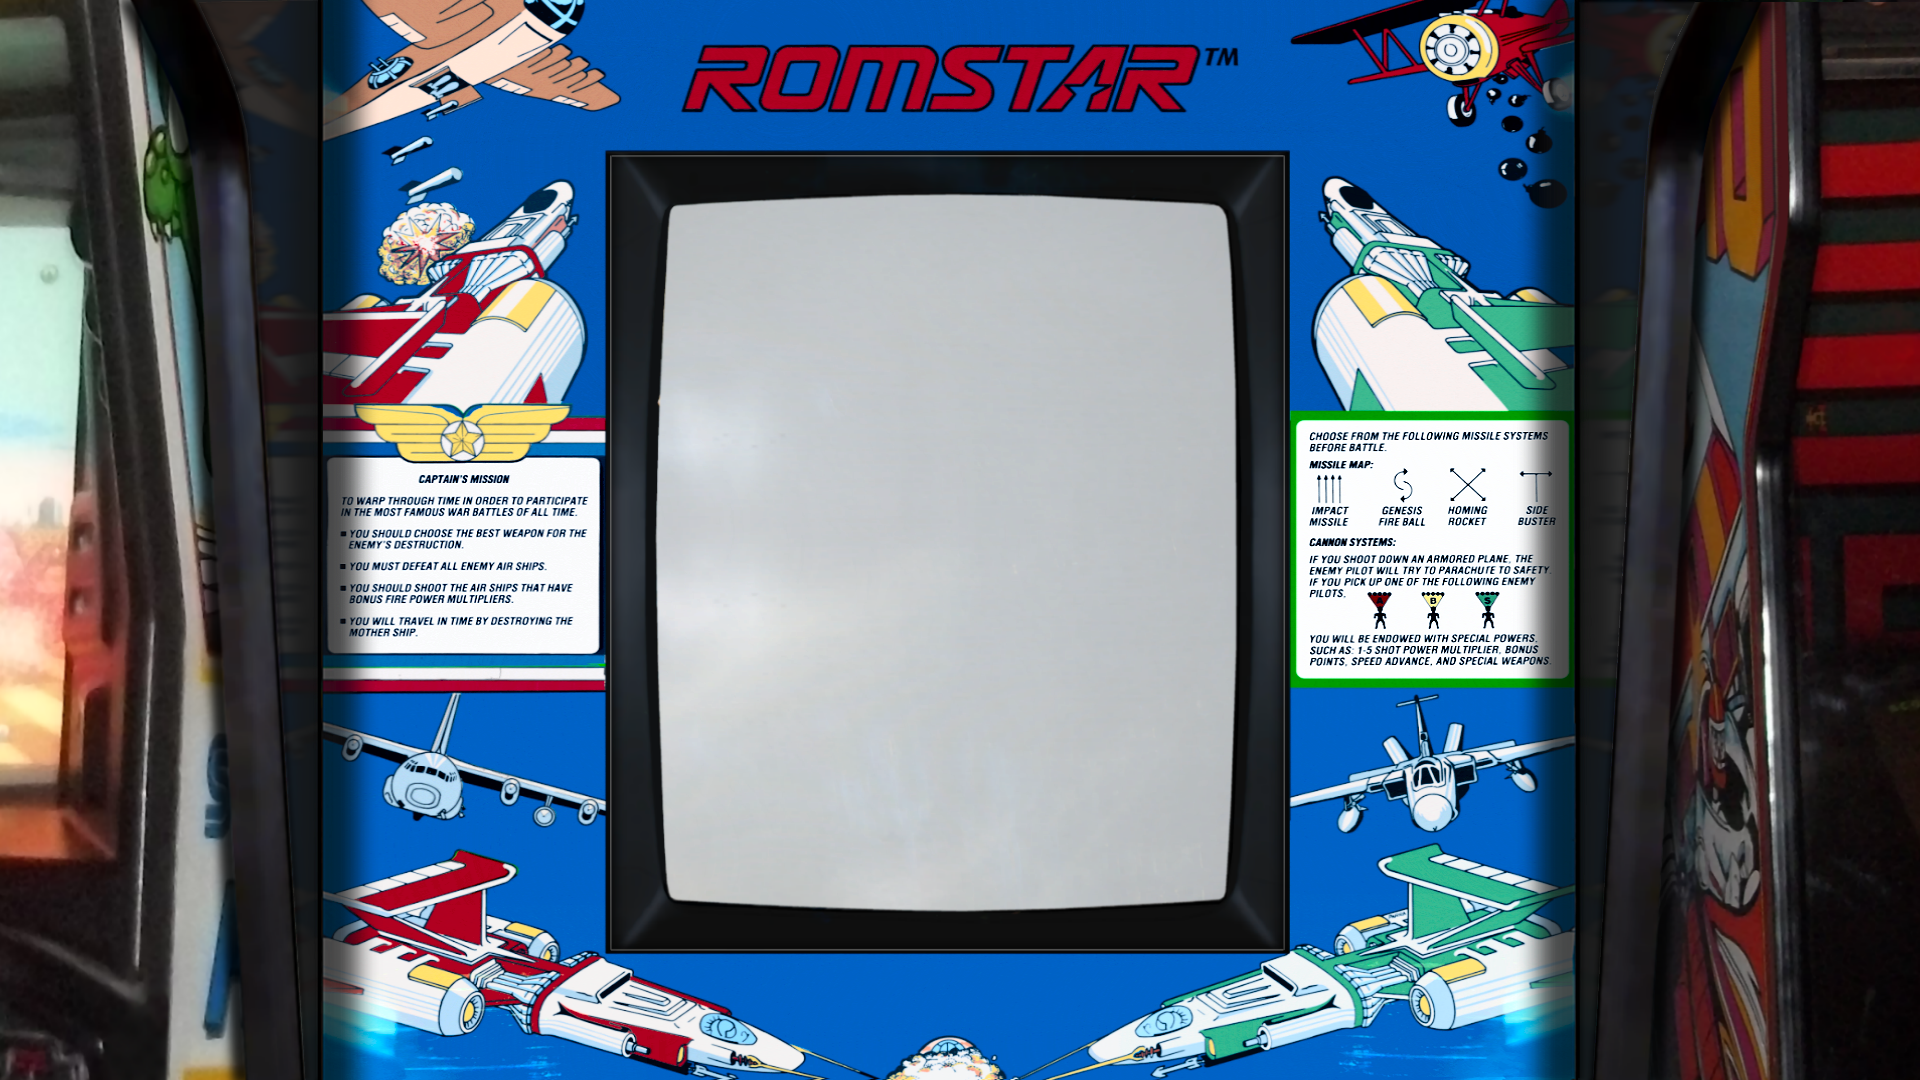 ROMSTAR™
CAPTAIN'S MISSION
TO WARP THROUGH TIME IN ORDER TO PARTICIPATE
IN THE MOST FAMOUS WAR BATTLES OF ALL TIME.
■ YOU SHOULD CHOOSE THE BEST WEAPON FOR THE
ENEMY'S DESTRUCTION.
■ YOU MUST DEFEAT ALL ENEMY AIR SHIPS.
■ YOU SHOULD SHOOT THE AIR SHIPS THAT HAVE
BONUS FIRE POWER MULTIPLIERS.
■ YOU WILL TRAVEL IN TIME BY DESTROYING THE
MOTHER SHIP.
CHOOSE FROM THE FOLLOWING MISSILE SYSTEMS
BEFORE BATTLE.
MISSILE MAP:
IMPACT MISSILE
GENESIS FIRE BALL
HOMING ROCKET
SIDE BUSTER
CANNON SYSTEMS:
IF YOU SHOOT DOWN AN ARMORED PLANE, THE
ENEMY PILOT WILL TRY TO PARACHUTE TO SAFETY.
IF YOU PICK UP ONE OF THE FOLLOWING ENEMY
PILOTS.
A B S
YOU WILL BE ENDOWED WITH SPECIAL POWERS,
SUCH AS: 1-5 SHOT POWER MULTIPLIER, BONUS
POINTS, SPEED ADVANCE, AND SPECIAL WEAPONS.